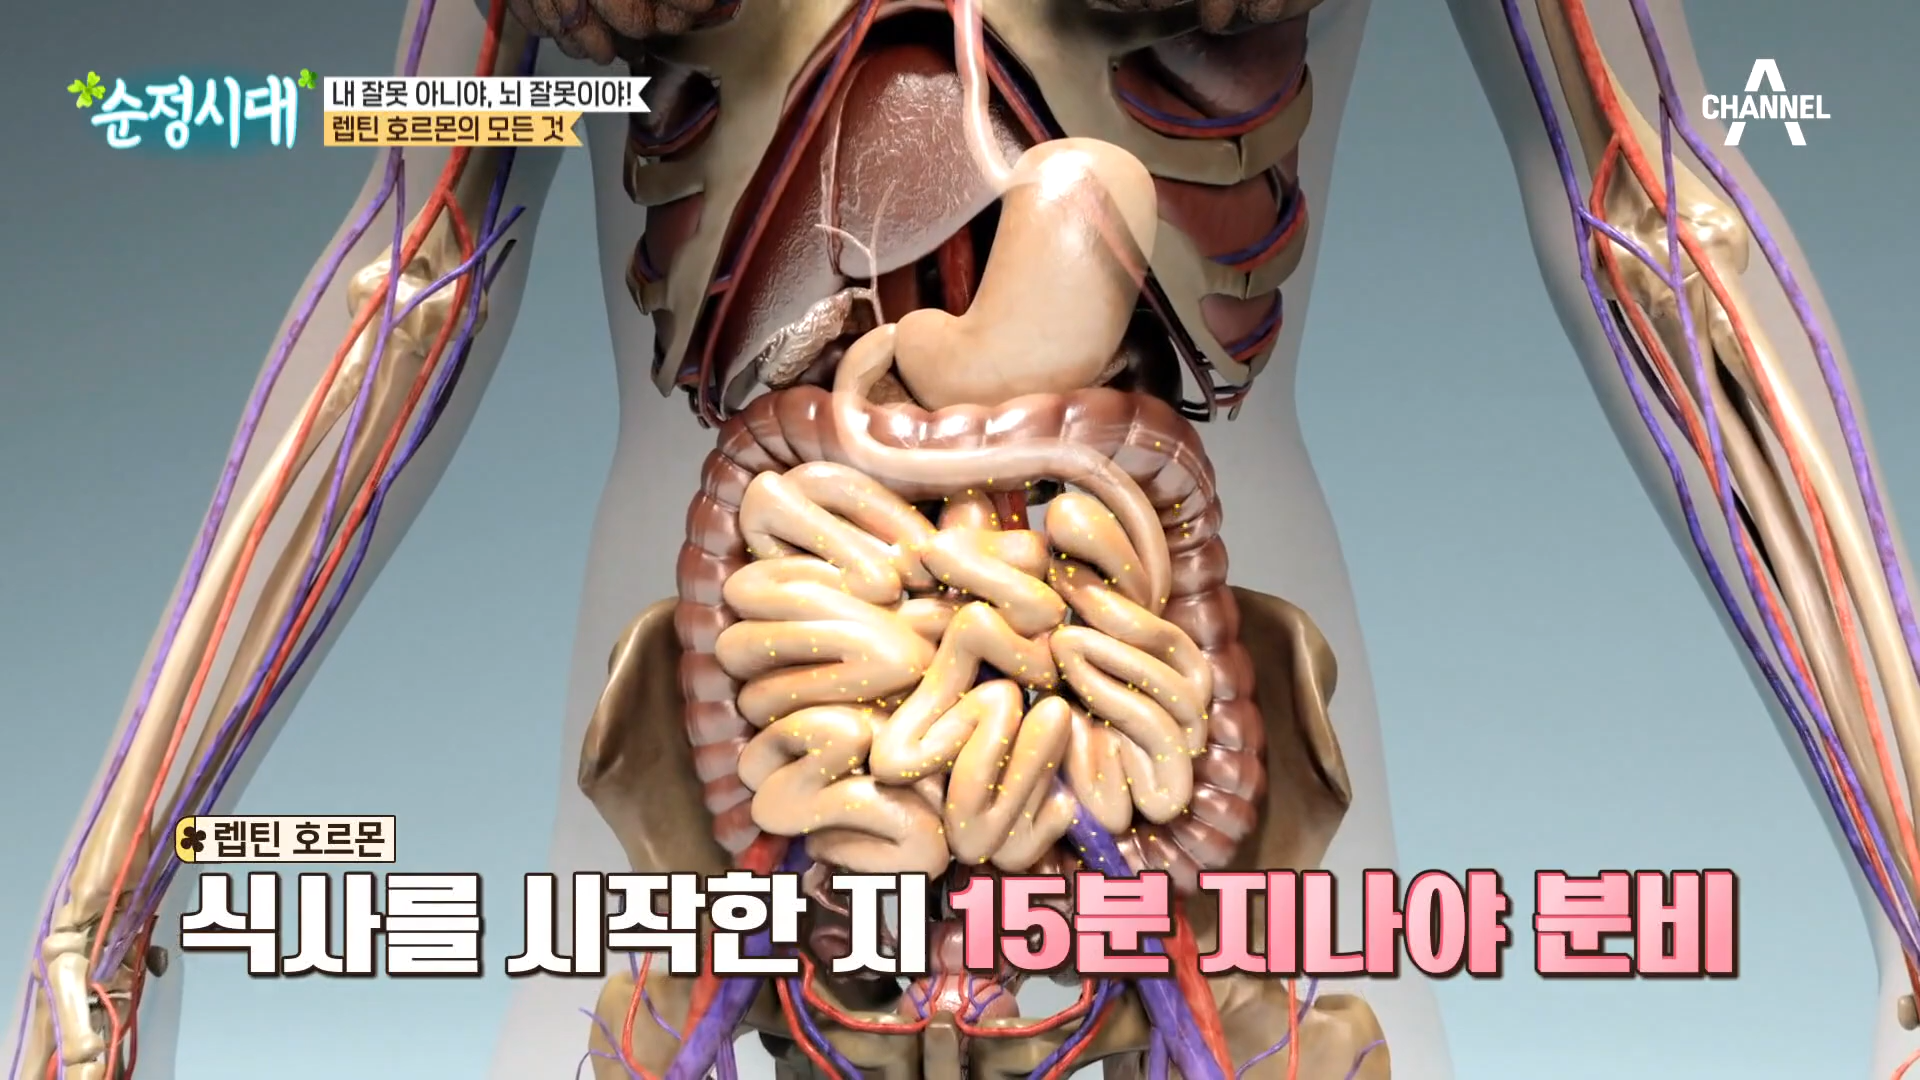 순정시대
내 잘못 아니야, 뇌 잘못이야!
렙틴 호르몬의 모든 것
CHANNEL A
렙틴 호르몬
식사를 시작한 지 15분 지나야 분비